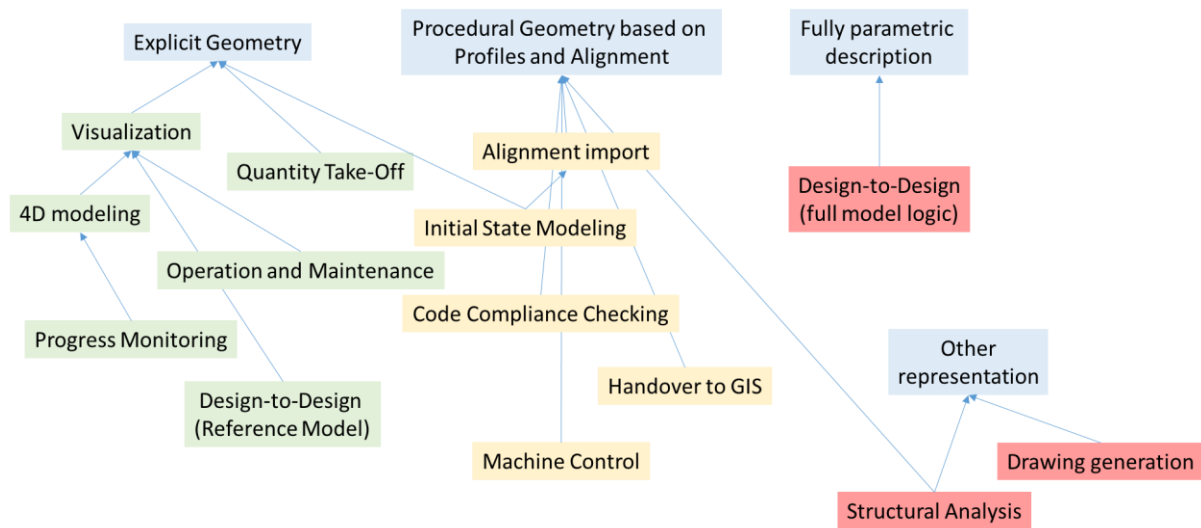 Explicit Geometry
Procedural Geometry based on
Profiles and Alignment
Fully parametric
description
Visualization
Quantity Take-Off
Alignment import
Design-to-Design
(full model logic)
4D modeling
Initial State Modeling
Operation and Maintenance
Code Compliance Checking
Progress Monitoring
Other
representation
Handover to GIS
Design-to-Design
(Reference Model)
Machine Control
Drawing generation
Structural Analysis